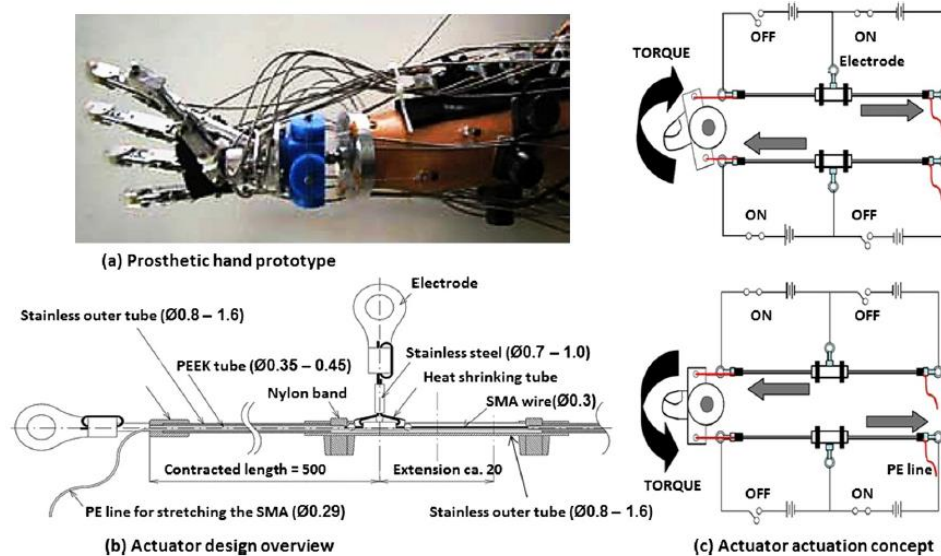 (a) Prosthetic hand prototype
Electrode
Stainless outer tube (Ø0.8 – 1.6)
PEEK tube (Ø0.35 – 0.45)
Nylon band
Stainless steel (Ø0.7 - 1.0)
Heat shrinking tube
SMA wire(Ø0.3)
Contracted length = 500
Extension ca. 20
PE line for stretching the SMA (Ø0.29)
Stainless outer tube (Ø0.8 – 1.6)
(b) Actuator design overview
OFF
ON
TORQUE
Electrode
ON
OFF
ON
OFF
TORQUE
PE line
OFF
ON
(c) Actuator actuation concept